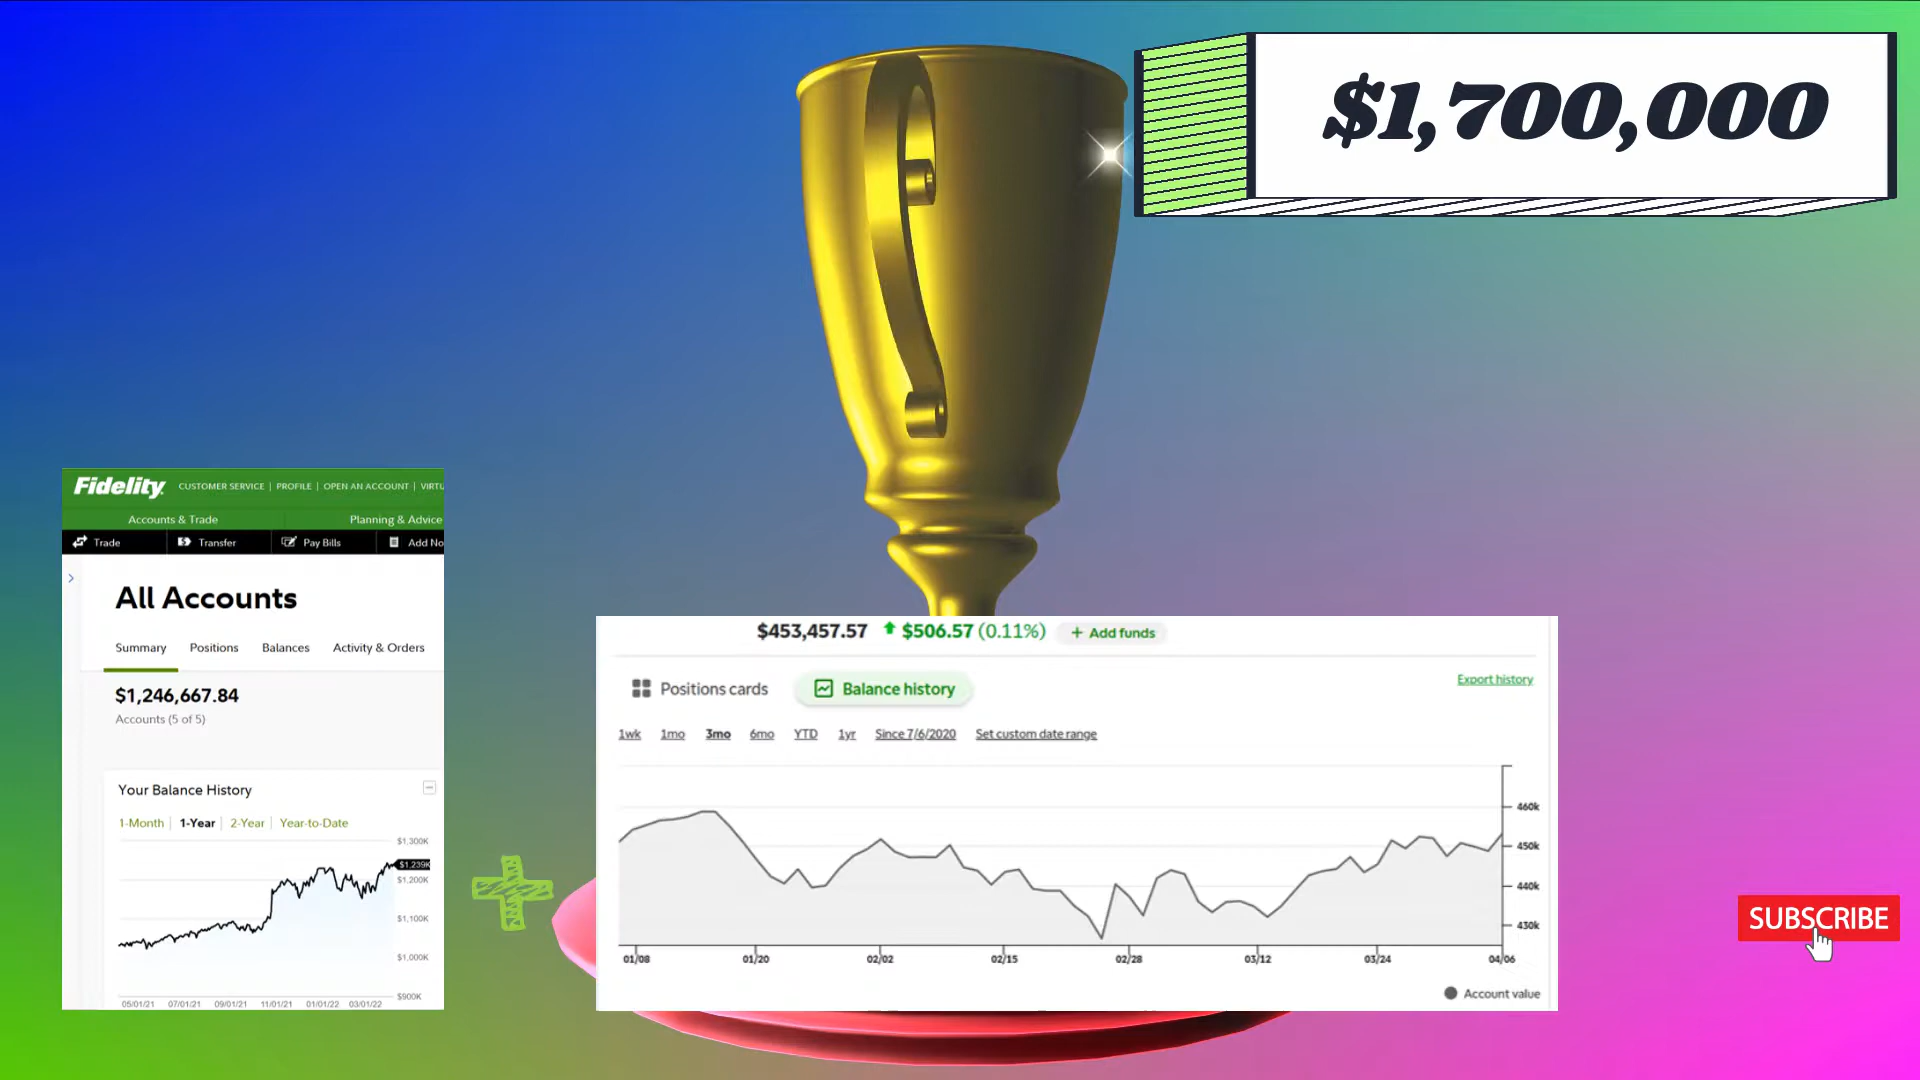 $1,700,000
Fidelity
CUSTOMER SERVICE | PROFILE | OPEN AN ACCOUNT | VIRTU
Accounts & Trade Planning & Advice
Trade Transfer Pay Bills Add No
All Accounts
Summary Positions Balances Activity & Orders
$1,246,667.84
Accounts (5 of 5)
Your Balance History
1-Month | 1-Year | 2-Year | Year-to-Date
$1,300K
$1,239K
$1,200K
$1,100K
$1,000K
$900K
05/01/21 07/01/21 09/01/21 11/01/21 01/01/22 03/01/22
$453,457.57 $506.57 (0.11%) + Add funds
Positions cards Balance history
Export history
1wk 1mo 3mo 6mo YTD 1yr Since 7/6/2020 Set custom date range
460k
450k
440k
430k
01/08 01/20 02/02 02/15 02/28 03/12 03/24 04/06
Account value
SUBSCRIBE